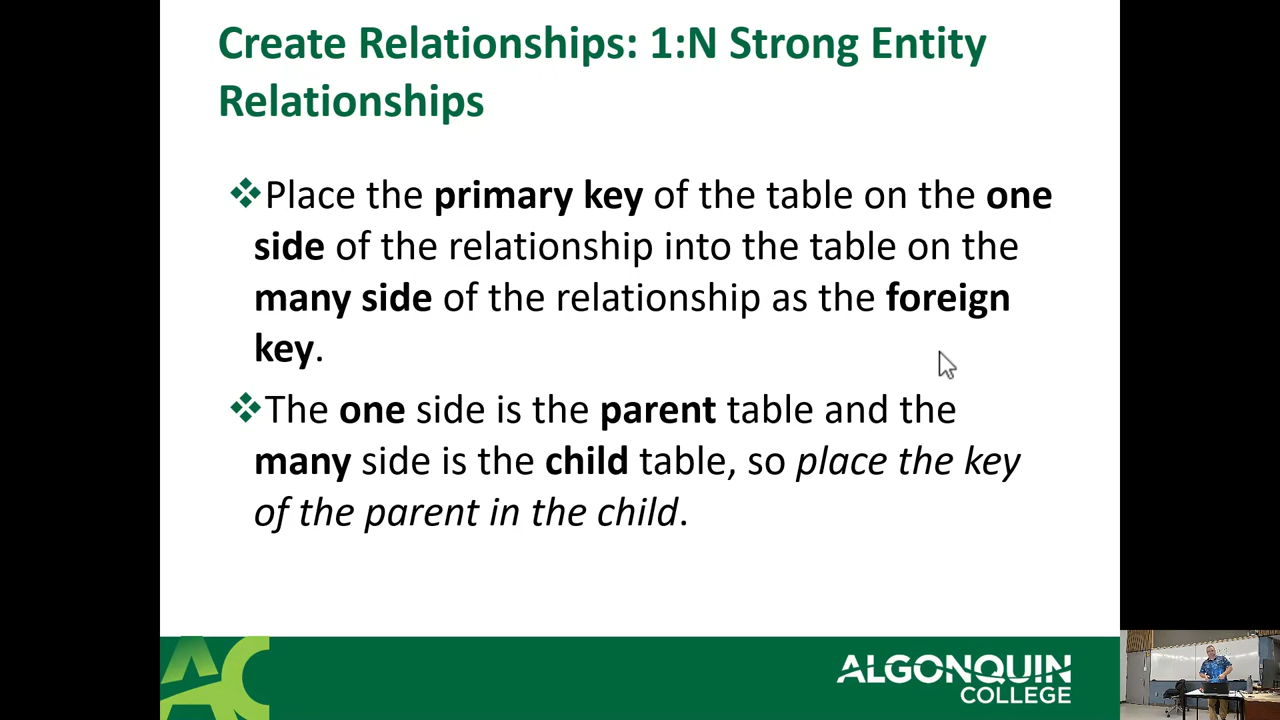 Create Relationships: 1:N Strong Entity
Relationships
❖Place the primary key of the table on the one
side of the relationship into the table on the
many side of the relationship as the foreign
key.
❖The one side is the parent table and the
many side is the child table, so place the key
of the parent in the child.
AC
ALGONQUIN
COLLEGE